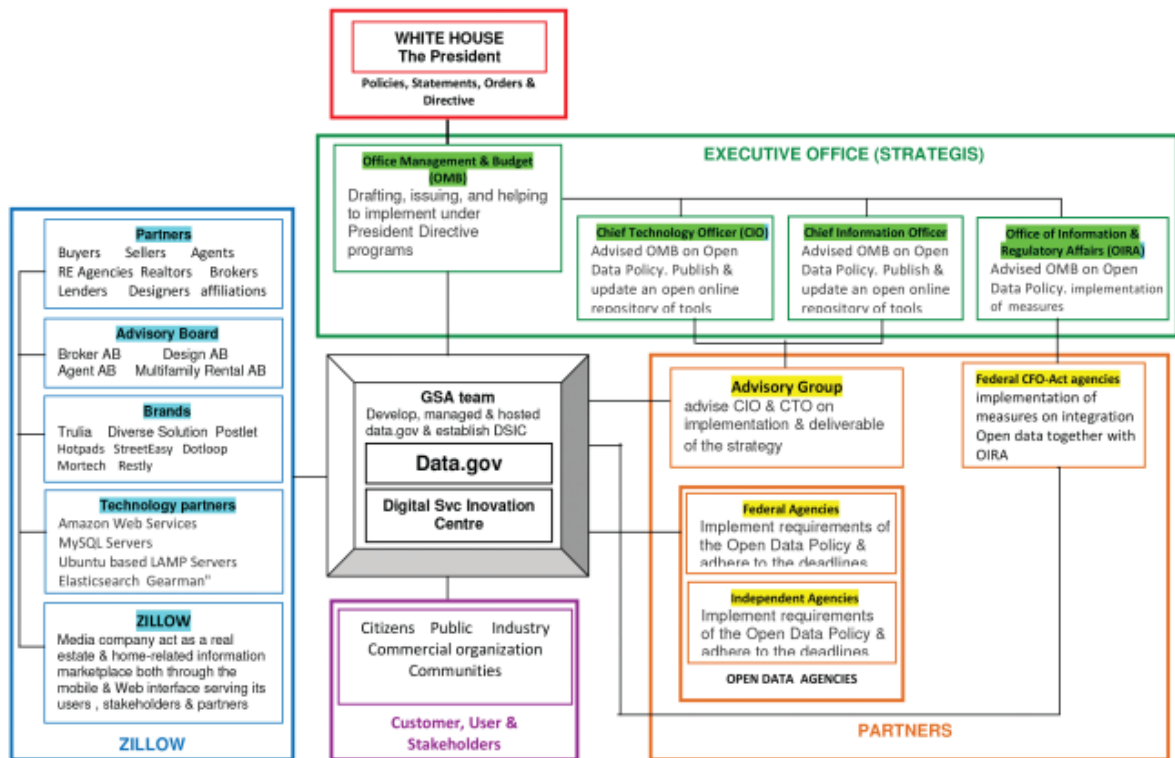 WHITE HOUSE
The President
Policies, Statements, Orders &
Directive
EXECUTIVE OFFICE (STRATEGIS)
Office Management & Budget
(OMB)
Drafting, issuing, and helping
to implement under
President Directive
programs
Chief Technology Officer (CIO)
Advised OMB on Open
Data Policy. Publish &
update an open online
repository of tools
Chief Information Officer
Advised OMB on Open
Data Policy. Publish &
update an open online
repository of tools
Office of Information &
Regulatory Affairs (OIRA)
Advised OMB on Open
Data Policy. implementation
of measures
Partners
Buyers Sellers Agents
RE Agencies Realtors Brokers
Lenders Designers affiliations
Advisory Board
Broker AB Design AB
Agent AB Multifamily Rental AB
Brands
Trulia Diverse Solution Postlet
Hotpads StreetEasy Dotloop
Mortech Restly
Technology partners
Amazon Web Services
MySQL Servers
Ubuntu based LAMP Servers
Elasticsearch Gearman"
ZILLOW
Media company act as a real
estate & home-related information
marketplace both through the
mobile & Web interface serving its
users , stakeholders & partners
ZILLOW
GSA team
Develop, managed & hosted
data.gov & establish DSIC
Data.gov
Digital Svc Inovation
Centre
Citizens Public Industry
Commercial organization
Communities
Customer, User &
Stakeholders
Advisory Group
advise CIO & CTO on
implementation & deliverable
of the strategy
Federal CFO-Act agencies
implementation of
measures on integration
Open data together with
OIRA
Federal Agencies
Implement requirements of
the Open Data Policy &
adhere to the deadlines
Independent Agencies
Implement requirements
of the Open Data Policy &
adhere to the deadlines
OPEN DATA AGENCIES
PARTNERS